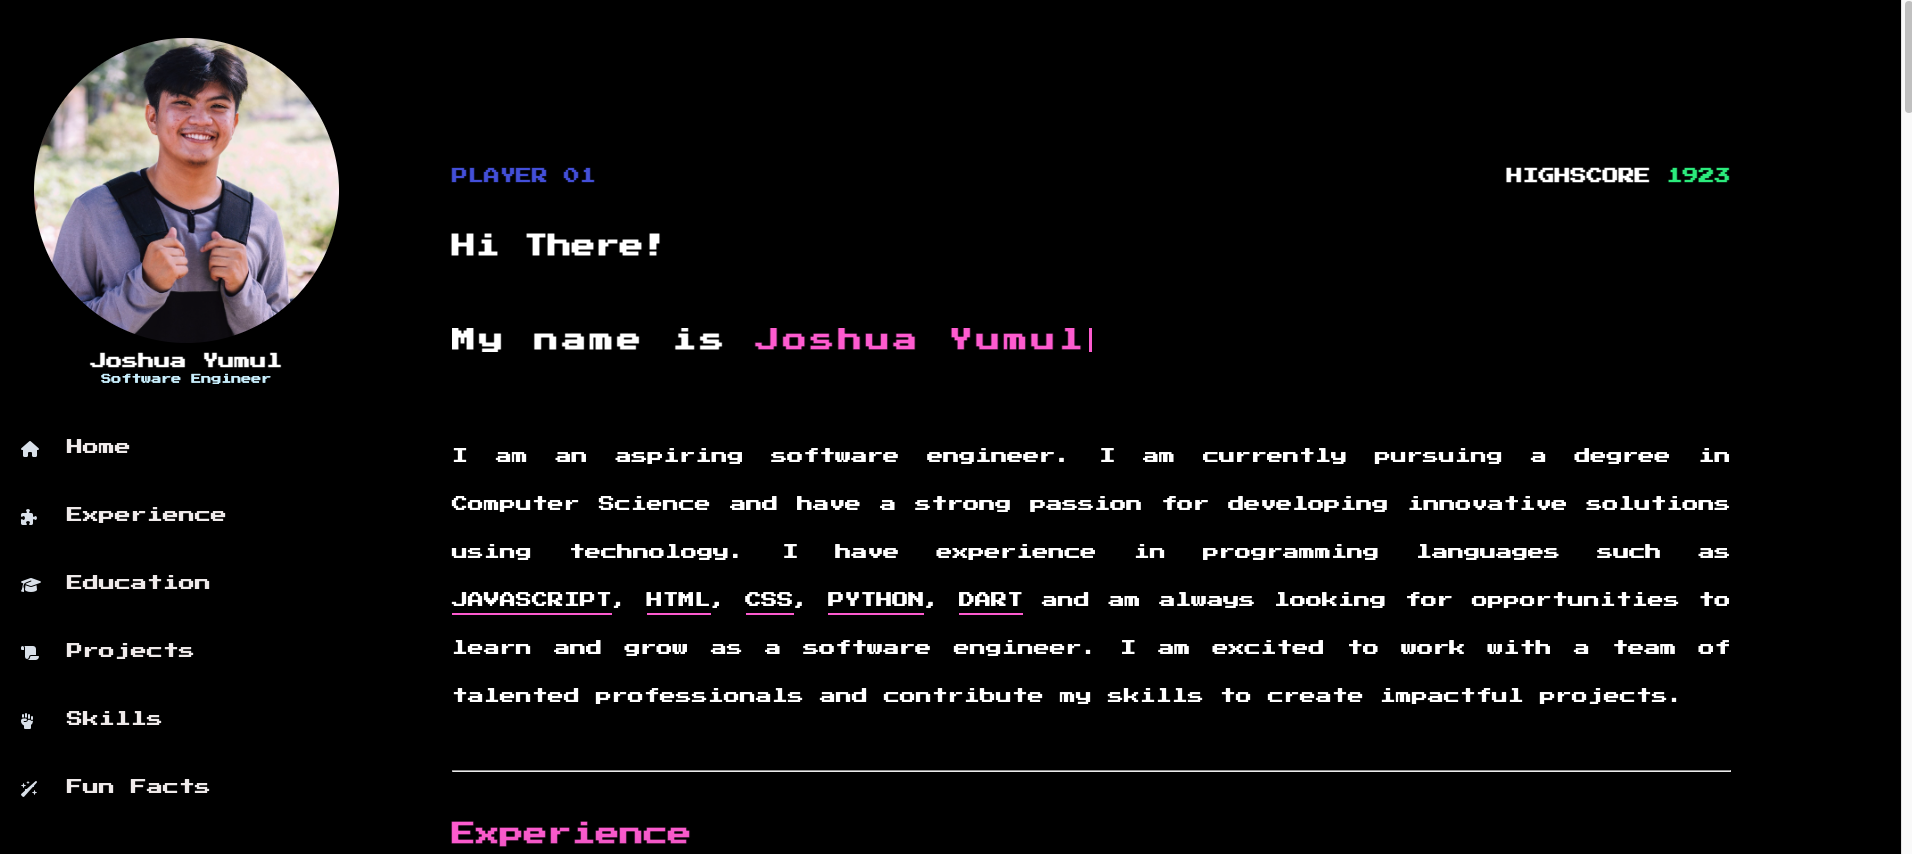 Joshua Yumul
Software Engineer
Home
Experience
Education
Projects
Skills
Fun Facts
PLAYER 01
HIGHSCORE 1923
Hi There!
My name is Joshua Yumul|
I am an aspiring software engineer. I am currently pursuing a degree in
Computer Science and have a strong passion for developing innovative solutions
using technology. I have experience in programming languages such as
JAVASCRIPT, HTML, CSS, PYTHON, DART and am always looking for opportunities to
learn and grow as a software engineer. I am excited to work with a team of
talented professionals and contribute my skills to create impactful projects.
Experience